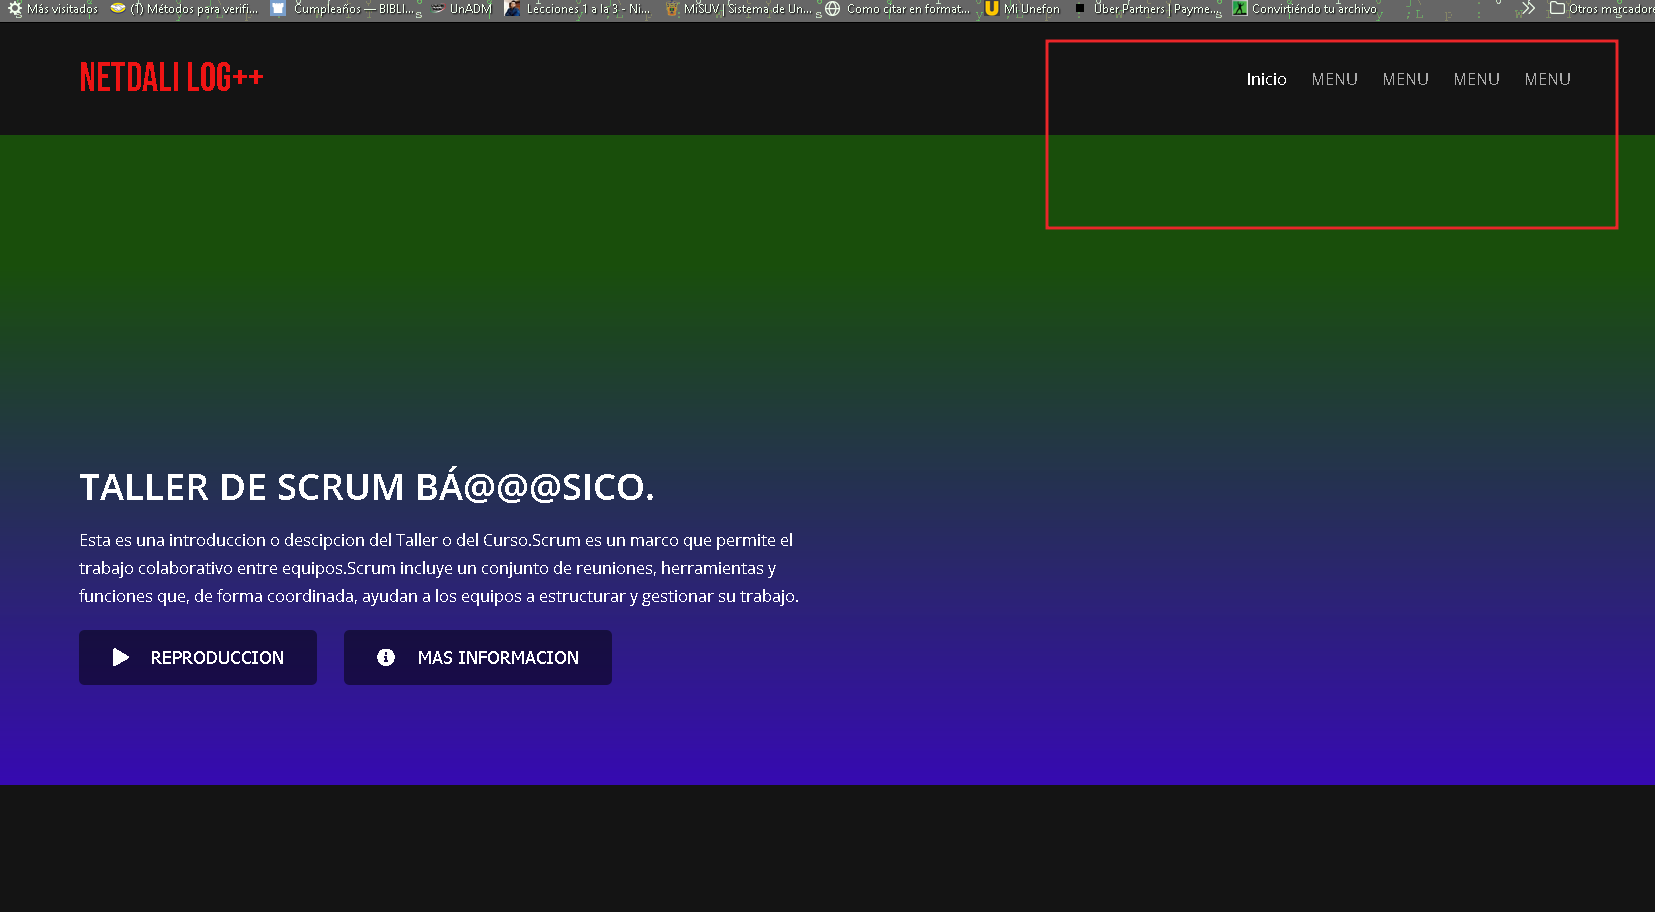 Más visitados (1) Métodos para verifi... Cumpleaños — BIBLI... UnADM Lecciones 1 a la 3 - Ni... MiSUV | Sistema de Un... Como citar en format... Mi Unefon Uber Partners | Payme... Convirtiéndo tu archivo Otros marcadore
NETDALI LOG++
Inicio MENU MENU MENU MENU
TALLER DE SCRUM BÁ@@@SICO.
Esta es una introduccion o descipcion del Taller o del Curso.Scrum es un marco que permite el
trabajo colaborativo entre equipos.Scrum incluye un conjunto de reuniones, herramientas y
funciones que, de forma coordinada, ayudan a los equipos a estructurar y gestionar su trabajo.
REPRODUCCION MAS INFORMACION